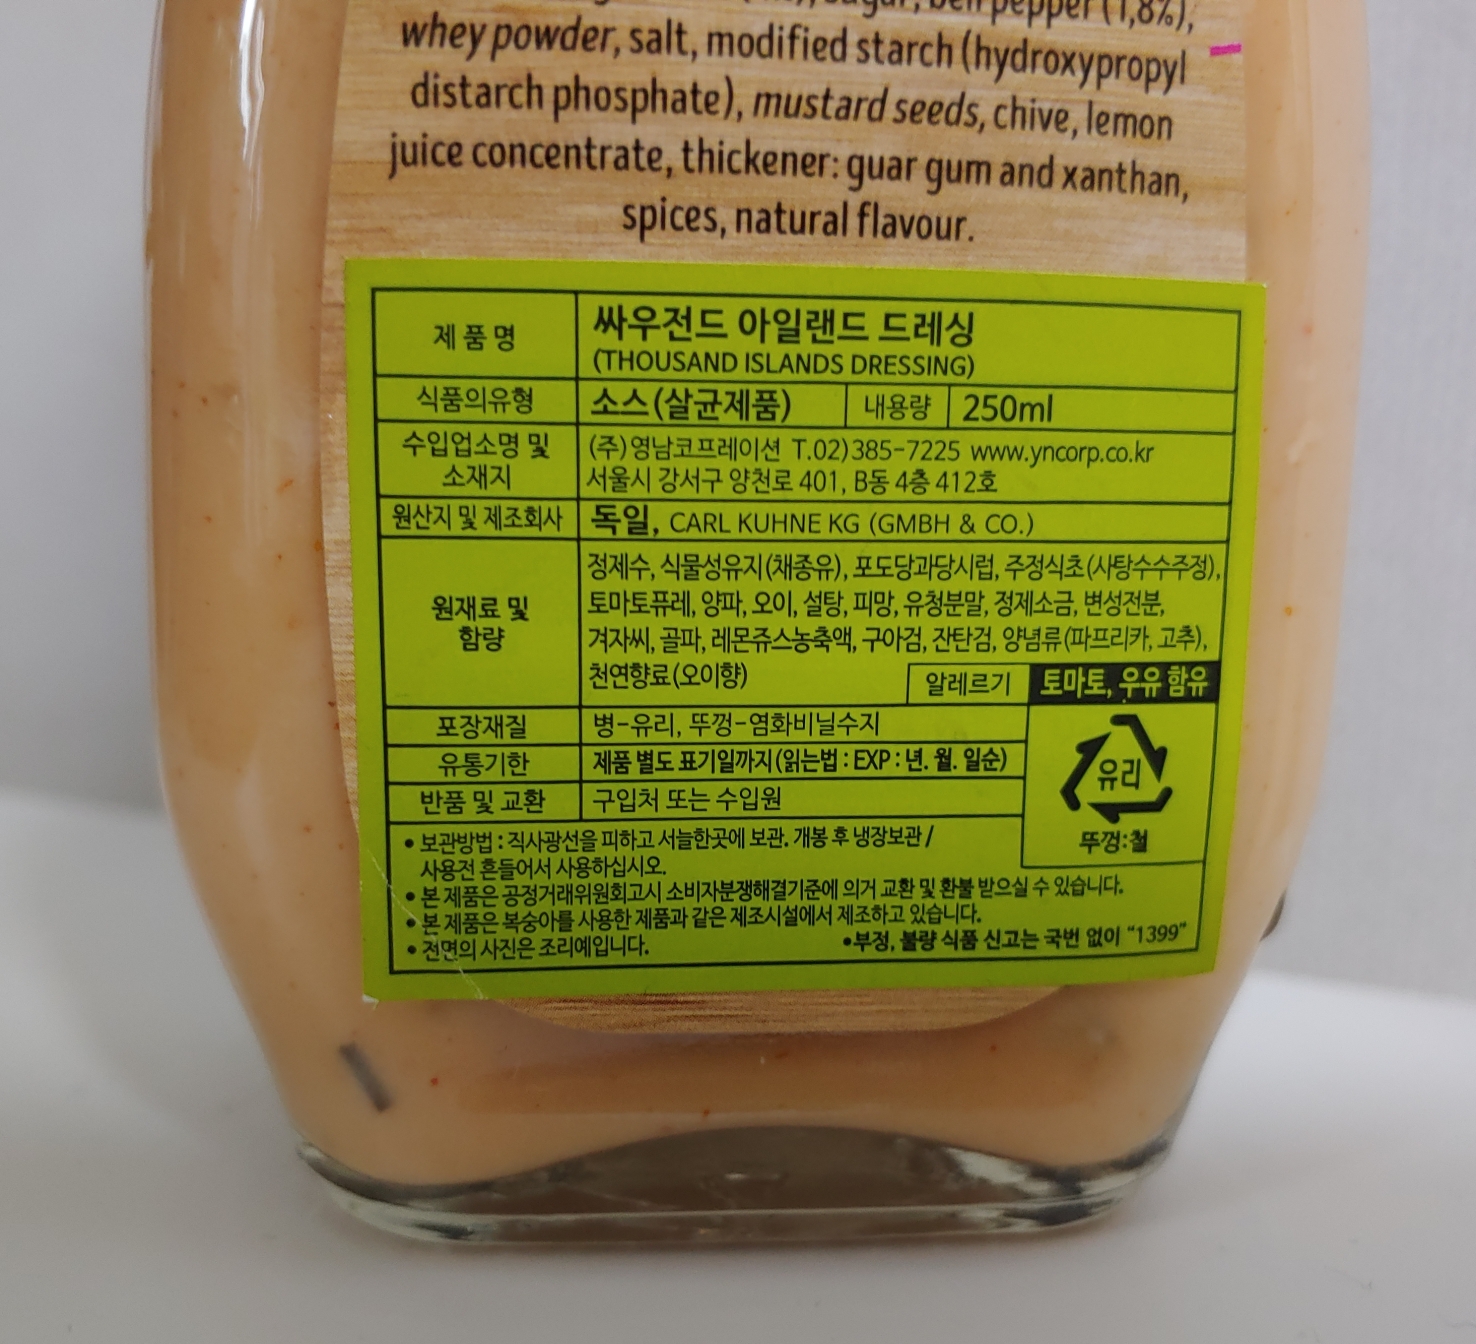 sugar, bell pepper (1,8%),
whey powder, salt, modified starch (hydroxypropyl
distarch phosphate), mustard seeds, chive, lemon
juice concentrate, thickener: guar gum and xanthan,
spices, natural flavour.
제 품 명
싸우전드 아일랜드 드레싱
(THOUSAND ISLANDS DRESSING)
식품의유형
소스(살균제품)
내용량
250ml
수입업소명 및
소재지
(주)영남코프레이션 T.02)385-7225 www.yncorp.co.kr
서울시 강서구 양천로 401, B동 4층 412호
원산지 및 제조회사
독일, CARL KUHNE KG (GMBH & CO.)
원재료 및
함량
정제수, 식물성유지(채종유), 포도당과당시럽, 주정식초(사탕수수주정),
토마토퓨레, 양파, 오이, 설탕, 피망, 유청분말, 정제소금, 변성전분,
겨자씨, 골파, 레몬쥬스농축액, 구아검, 잔탄검, 양념류(파프리카, 고추),
천연향료(오이향)
알레르기
토마토, 우유 함유
포장재질
병-유리, 뚜껑-염화비닐수지
유통기한
제품 별도 표기일까지(읽는법 : EXP : 년. 월. 일순)
반품 및 교환
구입처 또는 수입원
유리
뚜껑:철
• 보관방법 : 직사광선을 피하고 서늘한곳에 보관. 개봉 후 냉장보관 /
사용전 흔들어서 사용하십시오.
• 본 제품은 공정거래위원회고시 소비자분쟁해결기준에 의거 교환 및 환불 받으실 수 있습니다.
• 본 제품은 복숭아를 사용한 제품과 같은 제조시설에서 제조하고 있습니다.
• 전면의 사진은 조리예입니다.
•부정, 불량 식품 신고는 국번 없이 "1399"